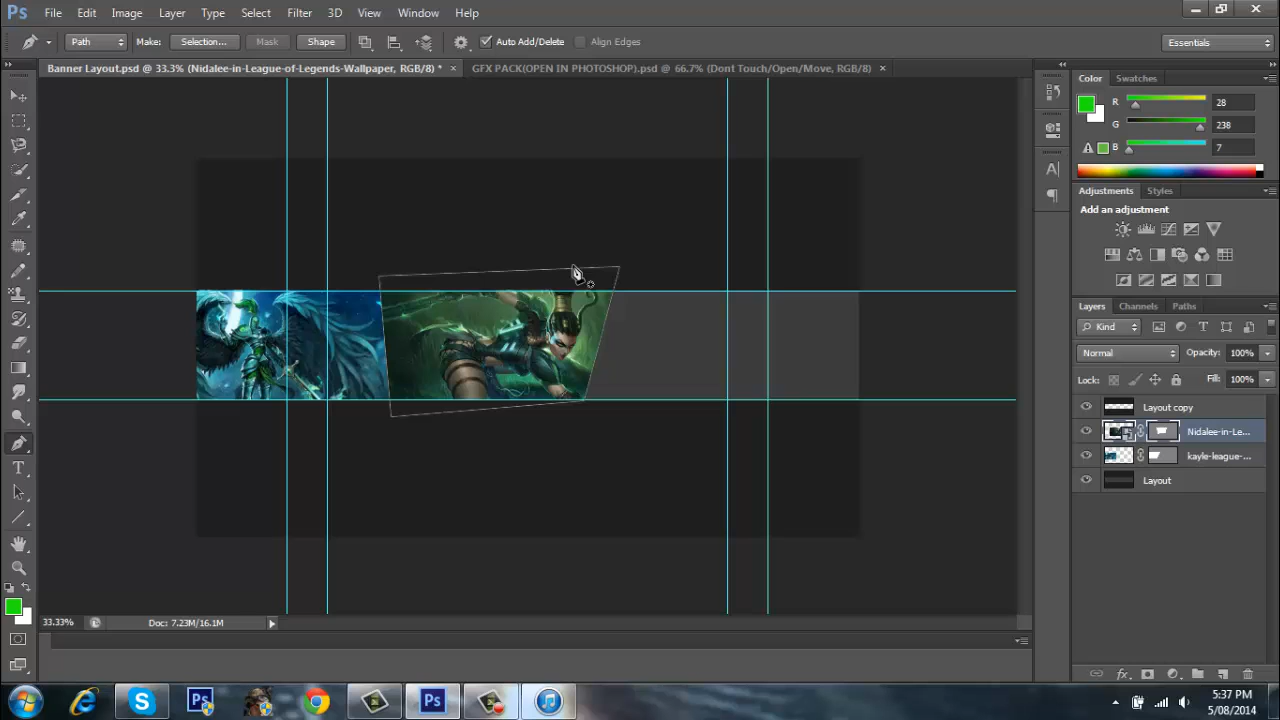 Ps File Edit Image Layer Type Select Filter 3D View Window Help
Path Make: Selection... Mask Shape Auto Add/Delete Align Edges Essentials
Banner Layout.psd @ 33.3% (Nidalee-in-League-of-Legends-Wallpaper, RGB/8) * × GFX PACK(OPEN IN PHOTOSHOP).psd @ 66.7% (Dont Touch/Open/Move, RGB/8) ×
Color Swatches
R 28
G 238
B 7
Adjustments Styles
Add an adjustment
Layers Channels Paths
Kind
Normal Opacity: 100%
Lock: Fill: 100%
Layout copy
Nidalee-in-Le...
kayle-league-...
Layout
33.33% Doc: 7.23M/16.1M
5:37 PM
5/08/2014